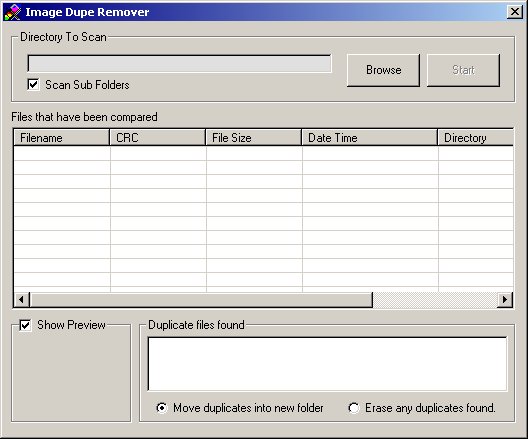 Image Dupe Remover
Directory To Scan
Browse
Start
Scan Sub Folders
Files that have been compared
Filename CRC File Size Date Time Directory
Show Preview
Duplicate files found
Move duplicates into new folder
Erase any duplicates found.